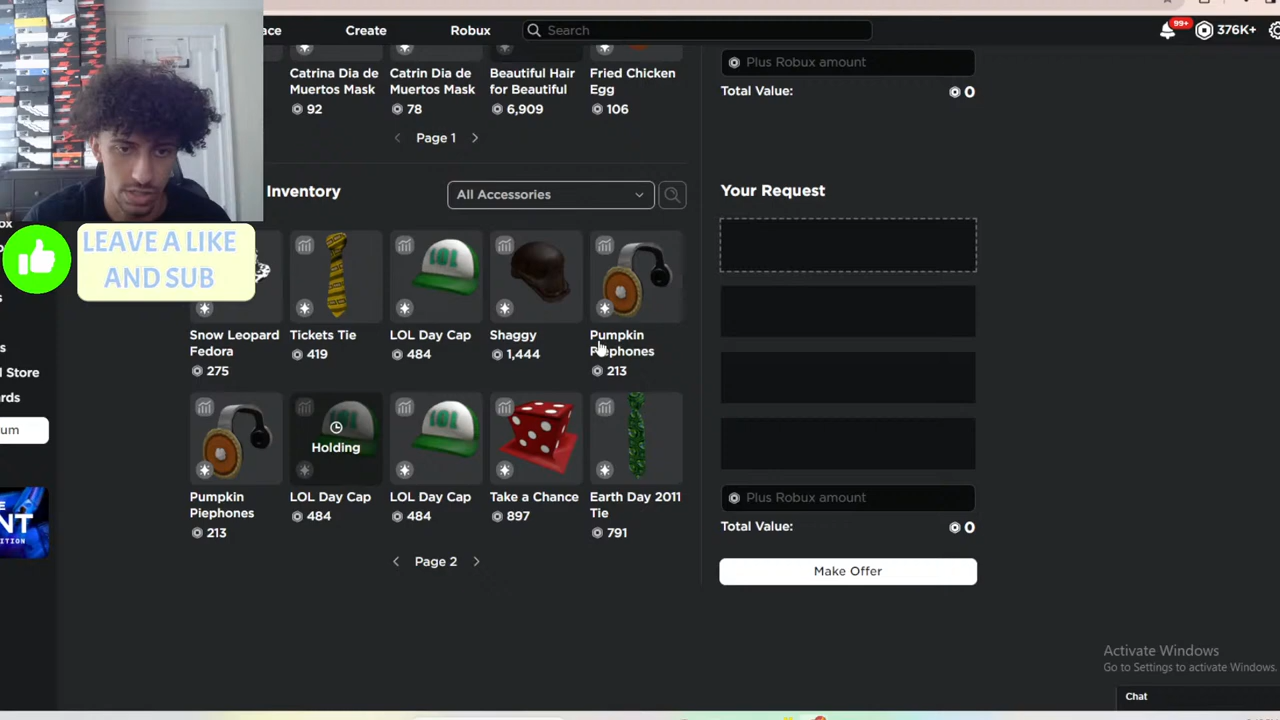 ace
Create
Robux
Search
99+
376K+
Catrina Dia de
Muertos Mask
92
Catrin Dia de
Muertos Mask
78
Beautiful Hair
for Beautiful
6,909
Fried Chicken
Egg
106
Page 1
Plus Robux amount
Total Value:
0
Inventory
All Accessories
Your Request
LEAVE A LIKE
AND SUB
Snow Leopard
Fedora
275
Tickets Tie
419
LOL Day Cap
484
Shaggy
1,444
Pumpkin
Piephones
213
Pumpkin
Piephones
213
Holding
LOL Day Cap
484
LOL Day Cap
484
Take a Chance
897
Earth Day 2011
Tie
791
Page 2
Plus Robux amount
Total Value:
0
Make Offer
ox
s
s
l Store
ards
um
E
NT
ITION
Activate Windows
Go to Settings to activate Windows.
Chat